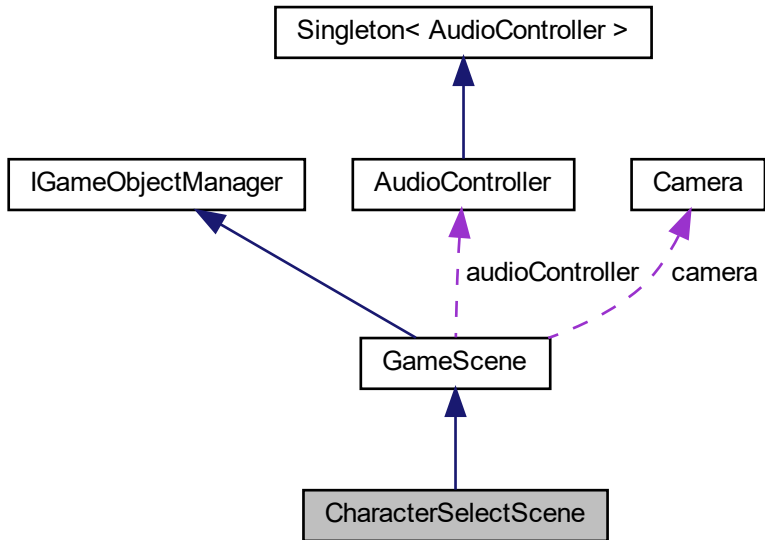 Singleton< AudioController >
IGameObjectManager
AudioController
Camera
audioController
camera
GameScene
CharacterSelectScene